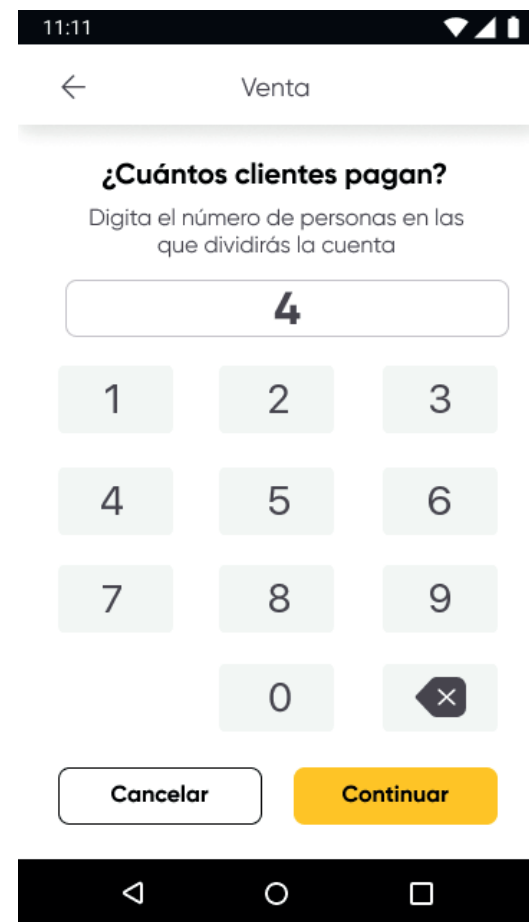 11:11
Venta
¿Cuántos clientes pagan?
Digita el número de personas en las
que dividirás la cuenta
4
1 2 3
4 5 6
7 8 9
0
Cancelar Continuar